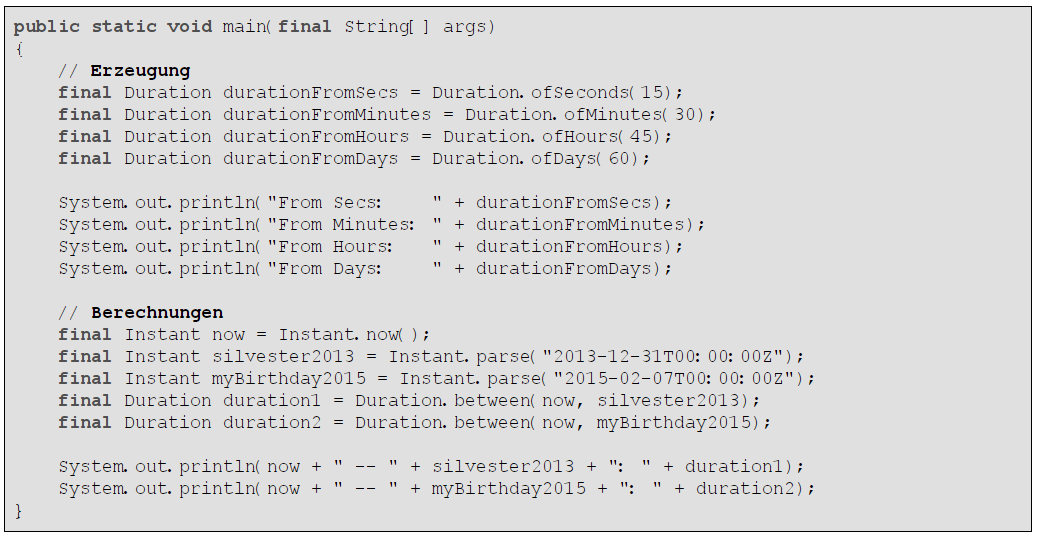 public static void main(final String[] args)
{
    // Erzeugung
    final Duration durationFromSecs = Duration.ofSeconds(15);
    final Duration durationFromMinutes = Duration.ofMinutes(30);
    final Duration durationFromHours = Duration.ofHours(45);
    final Duration durationFromDays = Duration.ofDays(60);

    System.out.println("From Secs:     " + durationFromSecs);
    System.out.println("From Minutes:  " + durationFromMinutes);
    System.out.println("From Hours:    " + durationFromHours);
    System.out.println("From Days:     " + durationFromDays);

    // Berechnungen
    final Instant now = Instant.now();
    final Instant silvester2013 = Instant.parse("2013-12-31T00:00:00Z");
    final Instant myBirthday2015 = Instant.parse("2015-02-07T00:00:00Z");
    final Duration duration1 = Duration.between(now, silvester2013);
    final Duration duration2 = Duration.between(now, myBirthday2015);

    System.out.println(now + " -- " + silvester2013 + ": " + duration1);
    System.out.println(now + " -- " + myBirthday2015 + ": " + duration2);
}